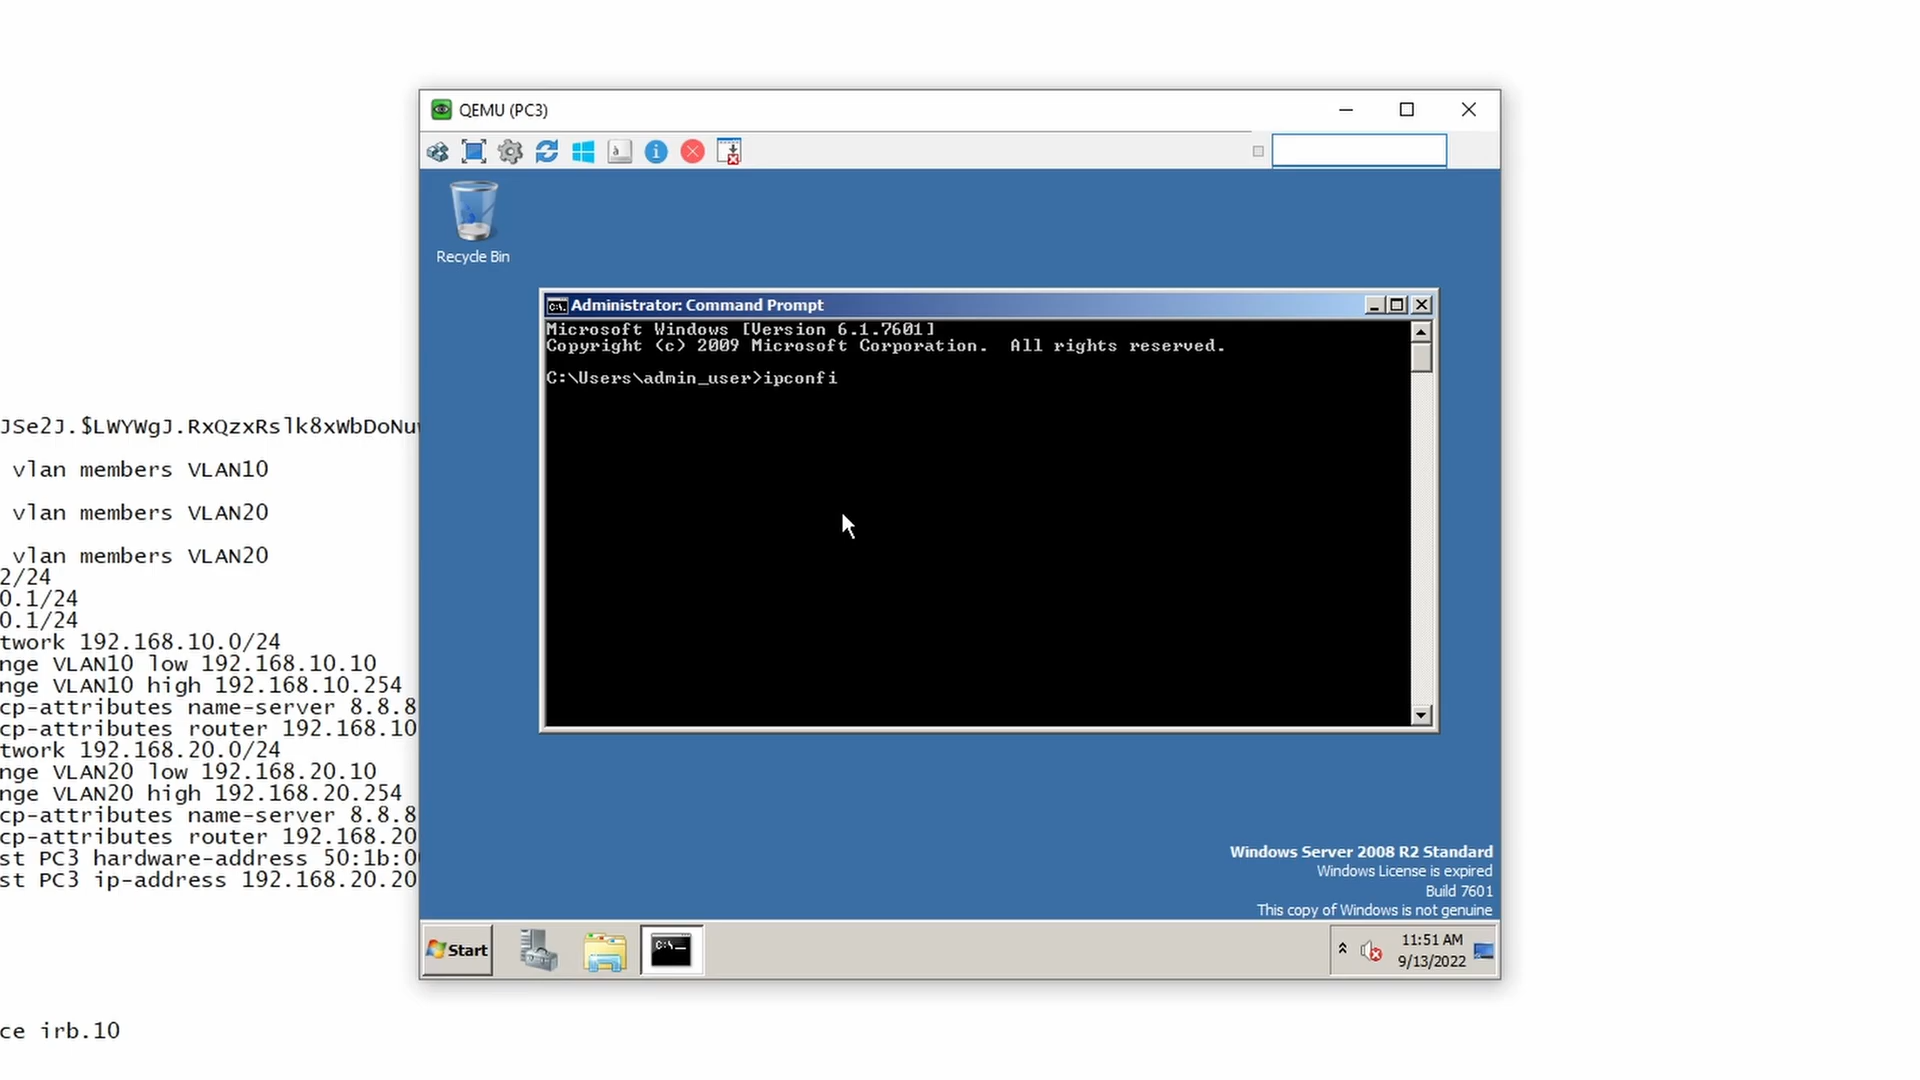 QEMU (PC3)
Recycle Bin
Administrator: Command Prompt
Microsoft Windows [Version 6.1.7601]
Copyright (c) 2009 Microsoft Corporation.  All rights reserved.
C:\Users\admin_user>ipconfi
JSe2J.$LWYWgJ.RxQzxRslk8xWbDoNu
vlan members VLAN10
vlan members VLAN20
vlan members VLAN20
2/24
0.1/24
0.1/24
twork 192.168.10.0/24
nge VLAN10 low 192.168.10.10
nge VLAN10 high 192.168.10.254
cp-attributes name-server 8.8.8
cp-attributes router 192.168.10
twork 192.168.20.0/24
nge VLAN20 low 192.168.20.10
nge VLAN20 high 192.168.20.254
cp-attributes name-server 8.8.8
cp-attributes router 192.168.20
st PC3 hardware-address 50:1b:0
st PC3 ip-address 192.168.20.20
Windows Server 2008 R2 Standard
Windows License is expired
Build 7601
This copy of Windows is not genuine
Start
11:51 AM
9/13/2022
ce irb.10